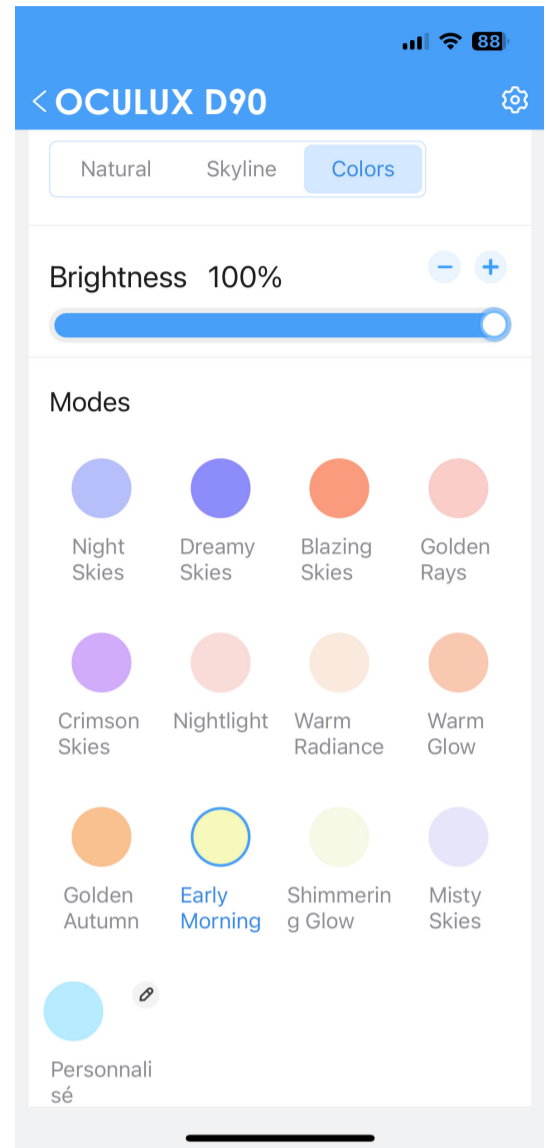 88
OCULUX D90
Natural Skyline Colors
Brightness 100%
Modes
Night Dreamy Blazing Golden
Skies Skies Skies Rays
Crimson Nightlight Warm Warm
Skies Radiance Glow
Golden Early Shimmerin Misty
Autumn Morning g Glow Skies
Personnali
sé